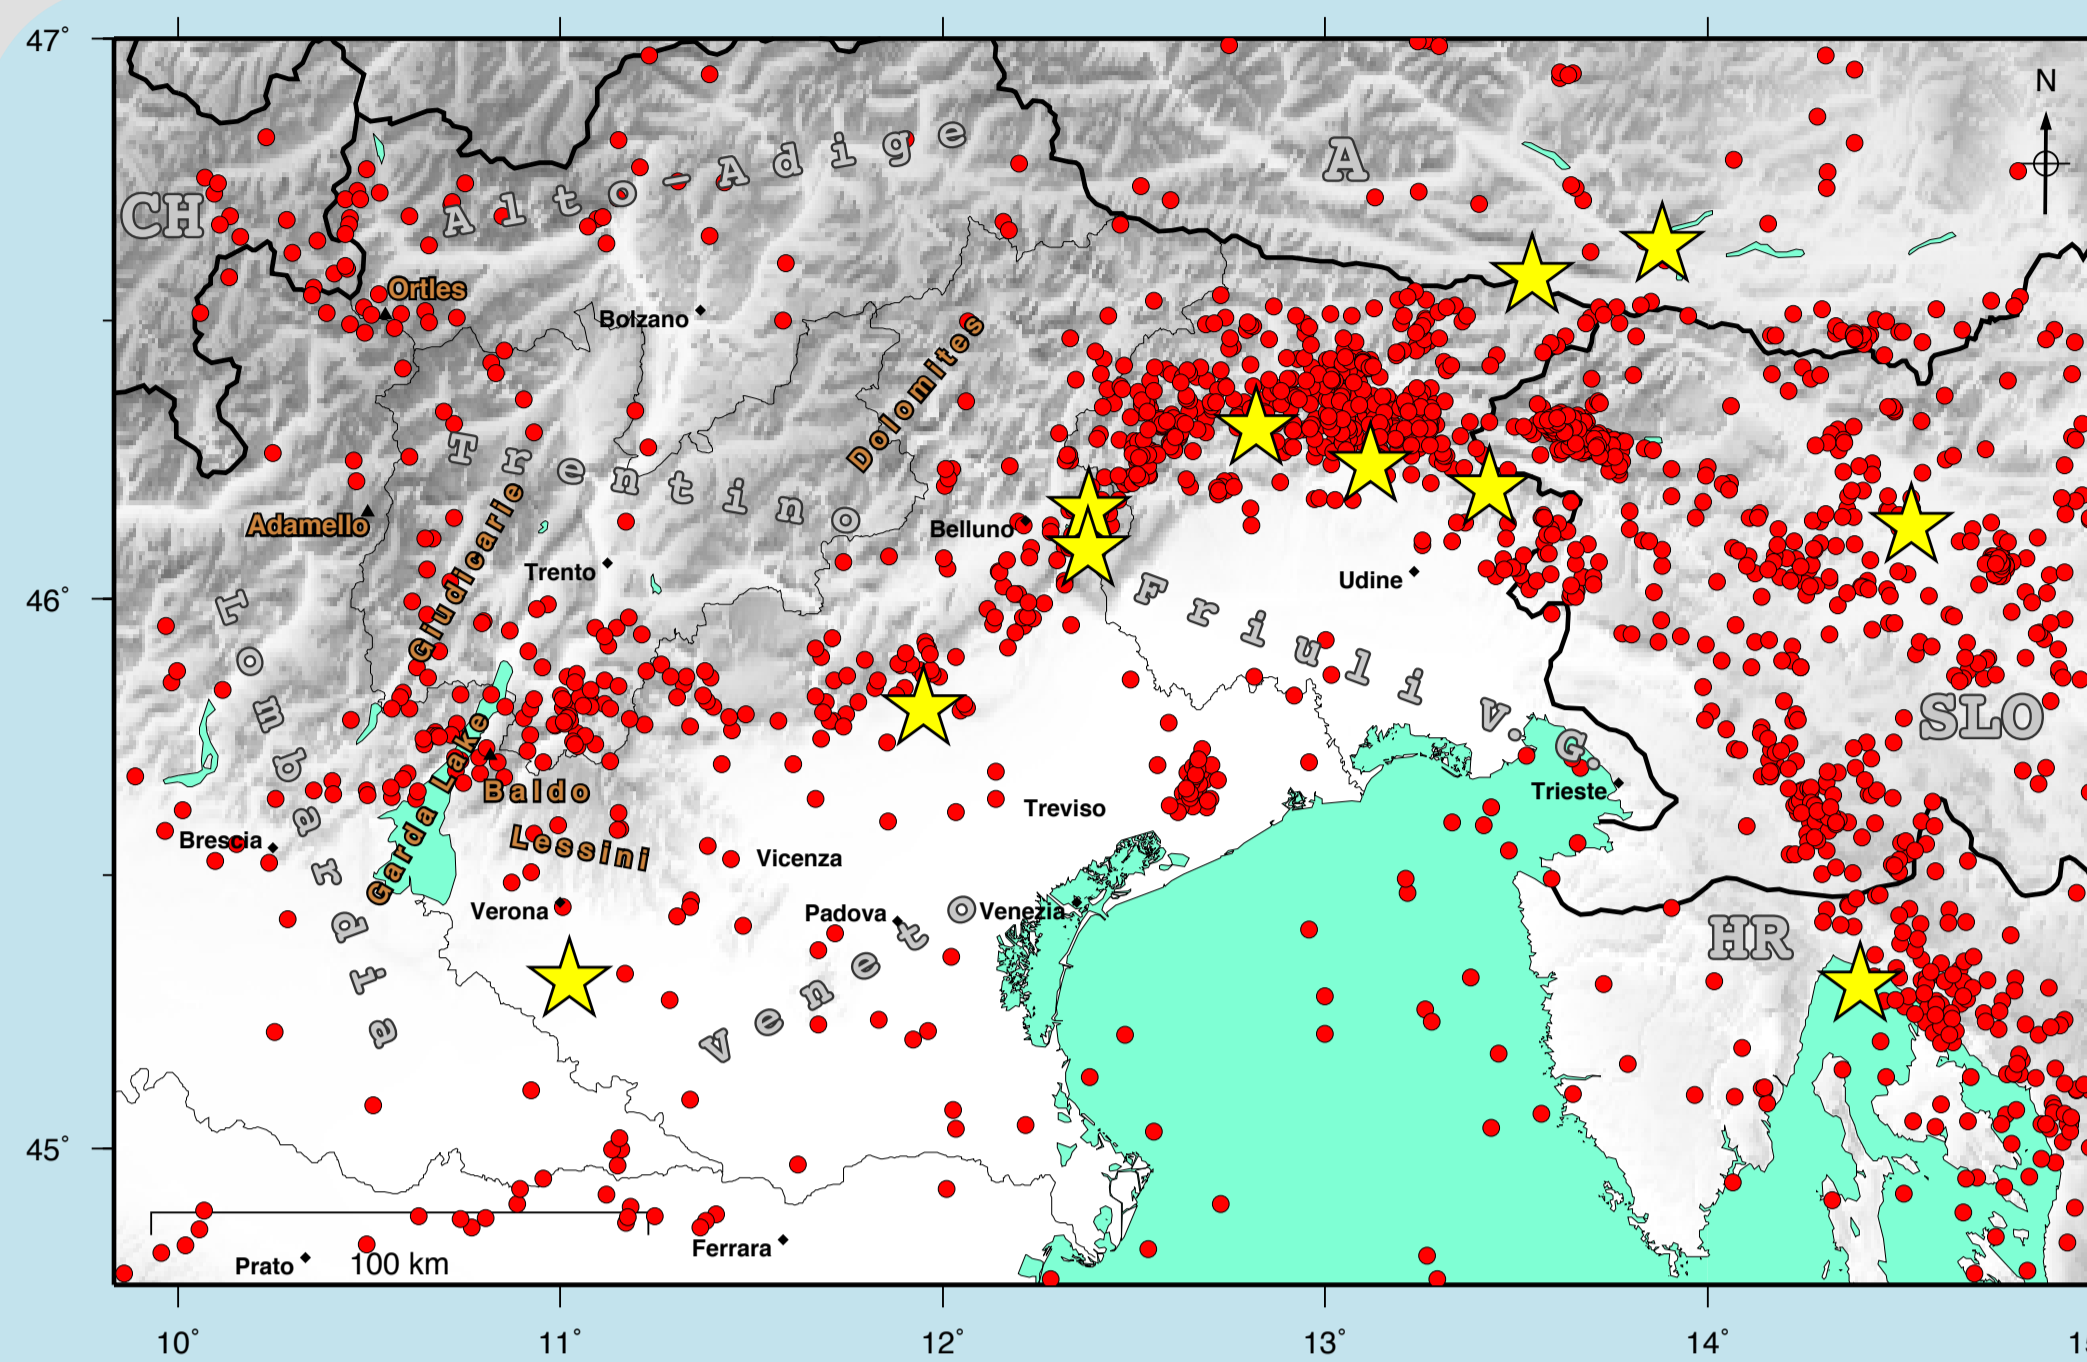 47°
N
A
Alto-Adige
CH
Ortles
Bolzano
Dolomites
Trentino
Giudicarie
Adamello
Belluno
Trento
Udine
46°
Friuli V. G.
Lombardia
SLO
Garda Lake
Baldo
Trieste
Treviso
Brescia
Lessini
Vicenza
Verona
Padova
Venezia
Veneto
HR
45°
Ferrara
Prato
100 km
10°
11°
12°
13°
14°